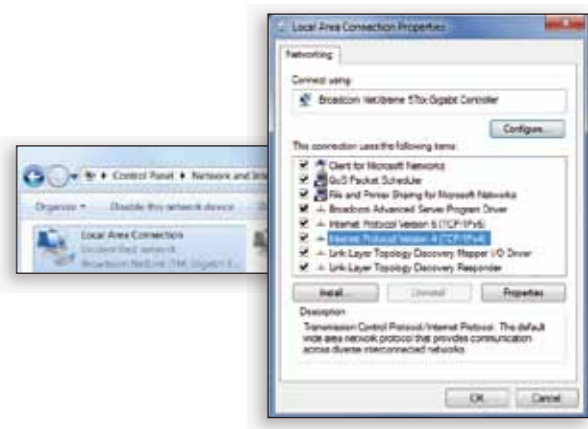 Control Panel ▸ Network and
Organize Disable this network device
Local Area Connection
Unidentified network
Broadcom NetLink (TM) Gigabit E...
Local Area Connection Properties
Networking
Connect using:
Broadcom NetXtreme 57xx Gigabit Controller
Configure...
This connection uses the following items:
Client for Microsoft Networks
QoS Packet Scheduler
File and Printer Sharing for Microsoft Networks
Broadcom Advanced Server Program Driver
Internet Protocol Version 6 (TCP/IPv6)
Internet Protocol Version 4 (TCP/IPv4)
Link-Layer Topology Discovery Mapper I/O Driver
Link-Layer Topology Discovery Responder
Install... Uninstall Properties
Description
Transmission Control Protocol/Internet Protocol. The default
wide area network protocol that provides communication
across diverse interconnected networks.
OK Cancel